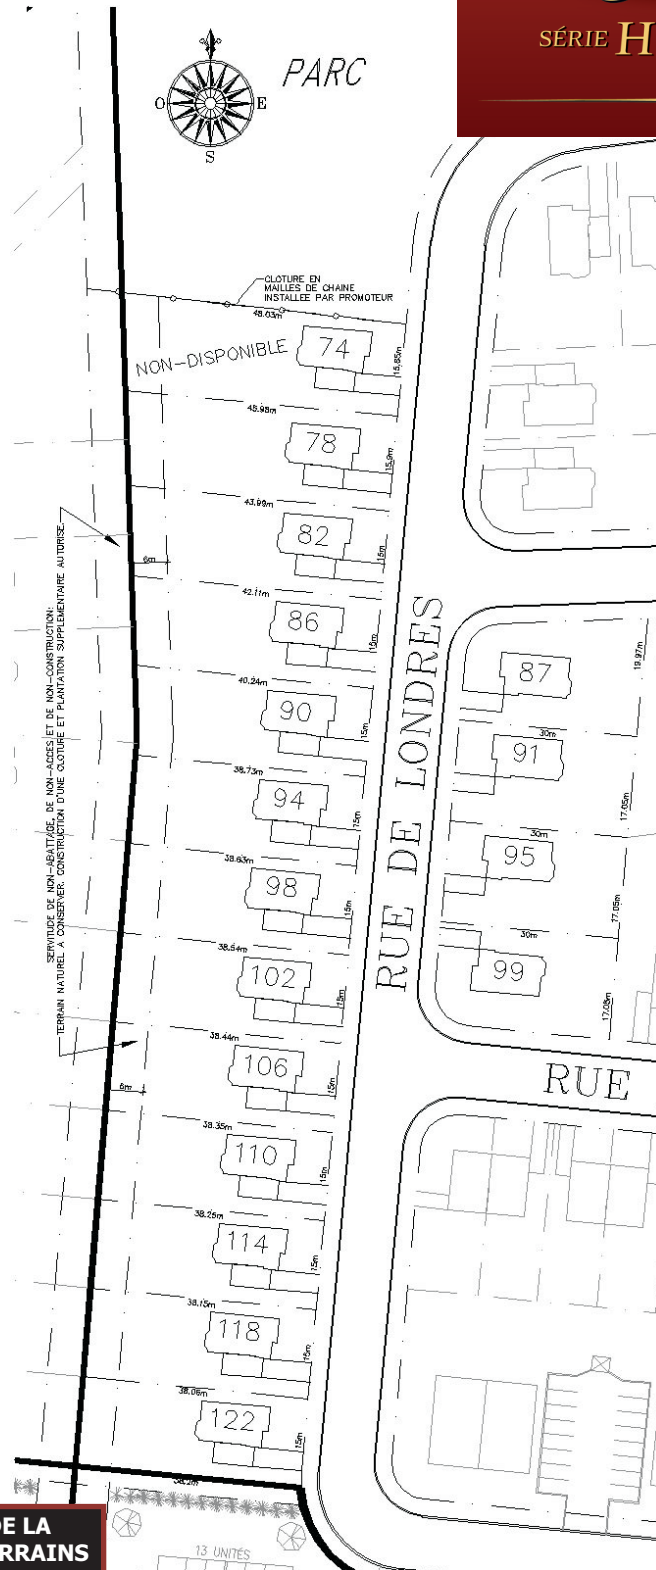 SÉRIE H
PARC
O
E
S
CLOTURE EN
MAILLES DE CHAINE
INSTALLEE PAR PROMOTEUR
48.03m
NON-DISPONIBLE
74
15.65m
45.98m
78
15.9m
43.99m
82
15m
6m
42.11m
86
15m
40.24m
90
15m
38.73m
94
15m
38.63m
98
15m
38.54m
102
15m
38.44m
106
15m
6m
38.35m
110
15m
38.25m
114
15m
38.15m
118
15m
38.06m
122
15m
38.2m
SERVITUDE DE NON-ABATTAGE, DE NON-ACCES ET DE NON-CONSTRUCTION:
TERRAIN NATUREL A CONSERVER. CONSTRUCTION D'UNE CLOTURE ET PLANTATION SUPPLEMENTAIRE AUTORISE.
RUE DE LONDRES
87
19.97m
30m
91
17.05m
30m
95
17.05m
30m
99
17.05m
RUE
13 UNITÉS
DE LA
RRAINS